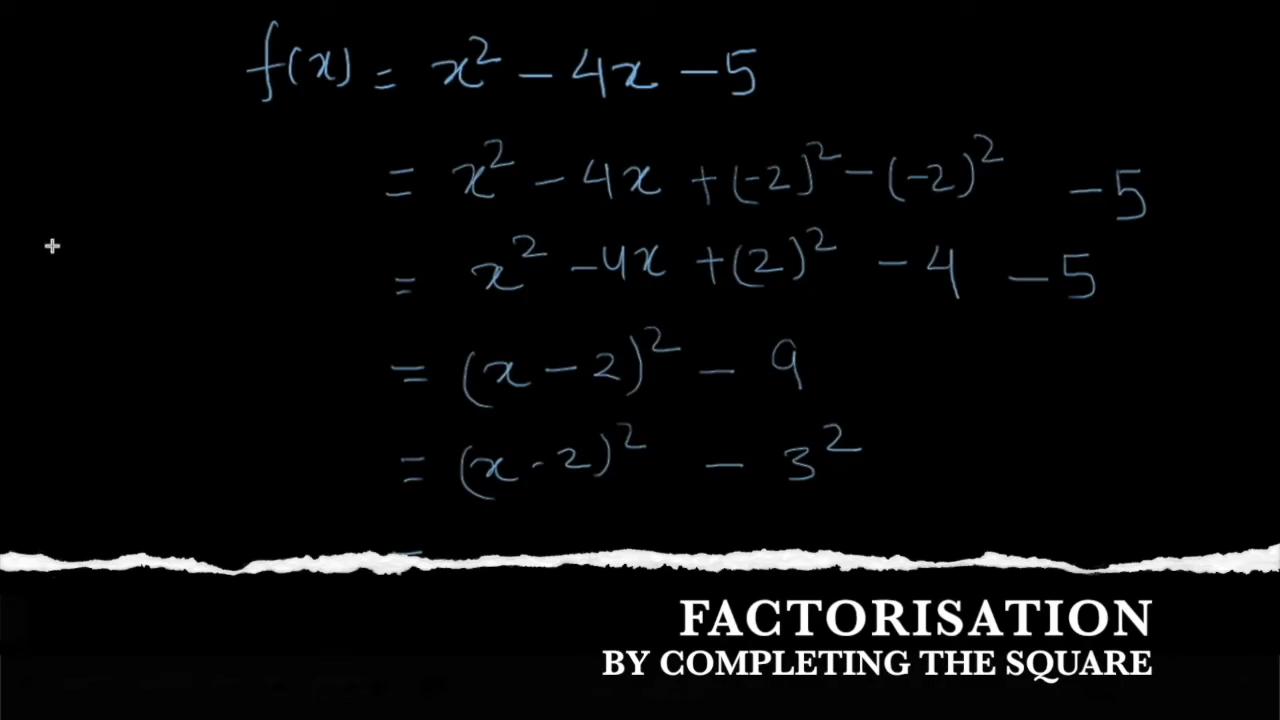 f(x) = x² - 4x - 5
= x² - 4x + (-2)² - (-2)² - 5
= x² - 4x + (2)² - 4 - 5
= (x - 2)² - 9
= (x - 2)² - 3²
FACTORISATION
BY COMPLETING THE SQUARE